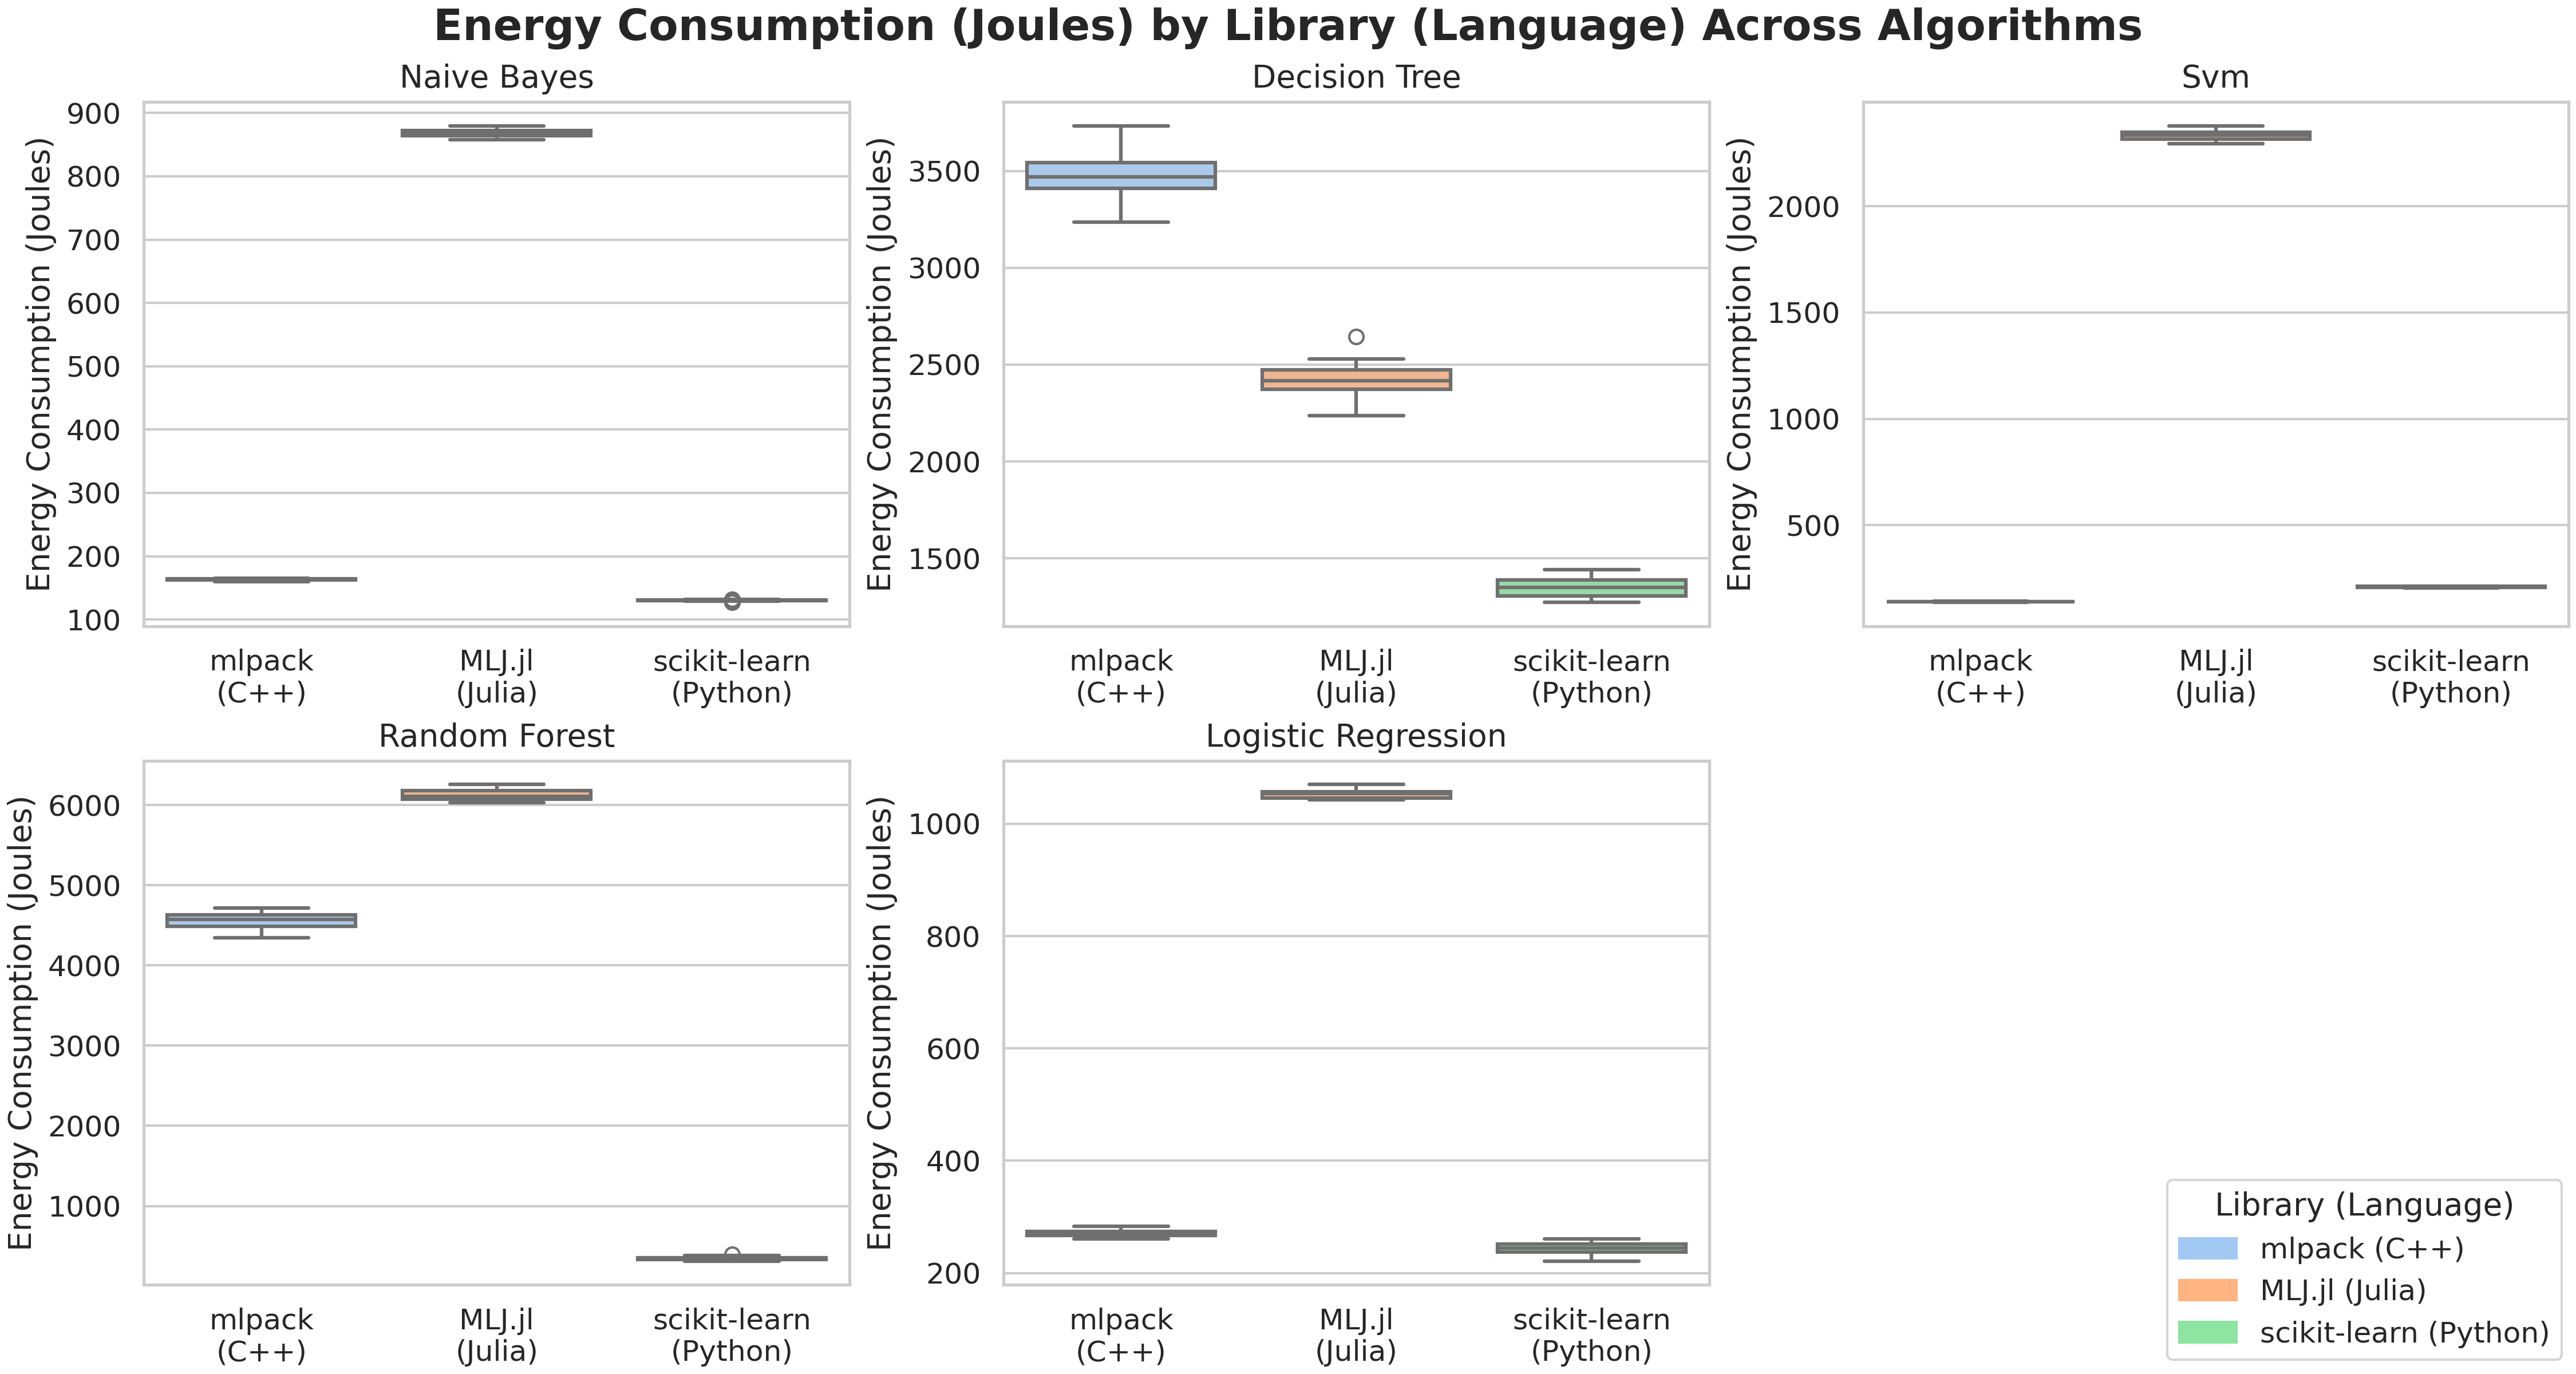 Energy Consumption (Joules) by Library (Language) Across Algorithms
Naive Bayes
Energy Consumption (Joules)
900
800
700
600
500
400
300
200
100
mlpack
(C++)
MLJ.jl
(Julia)
scikit-learn
(Python)
Decision Tree
Energy Consumption (Joules)
3500
3000
2500
2000
1500
mlpack
(C++)
MLJ.jl
(Julia)
scikit-learn
(Python)
Svm
Energy Consumption (Joules)
2000
1500
1000
500
mlpack
(C++)
MLJ.jl
(Julia)
scikit-learn
(Python)
Random Forest
Energy Consumption (Joules)
6000
5000
4000
3000
2000
1000
mlpack
(C++)
MLJ.jl
(Julia)
scikit-learn
(Python)
Logistic Regression
Energy Consumption (Joules)
1000
800
600
400
200
mlpack
(C++)
MLJ.jl
(Julia)
scikit-learn
(Python)
Library (Language)
mlpack (C++)
MLJ.jl (Julia)
scikit-learn (Python)